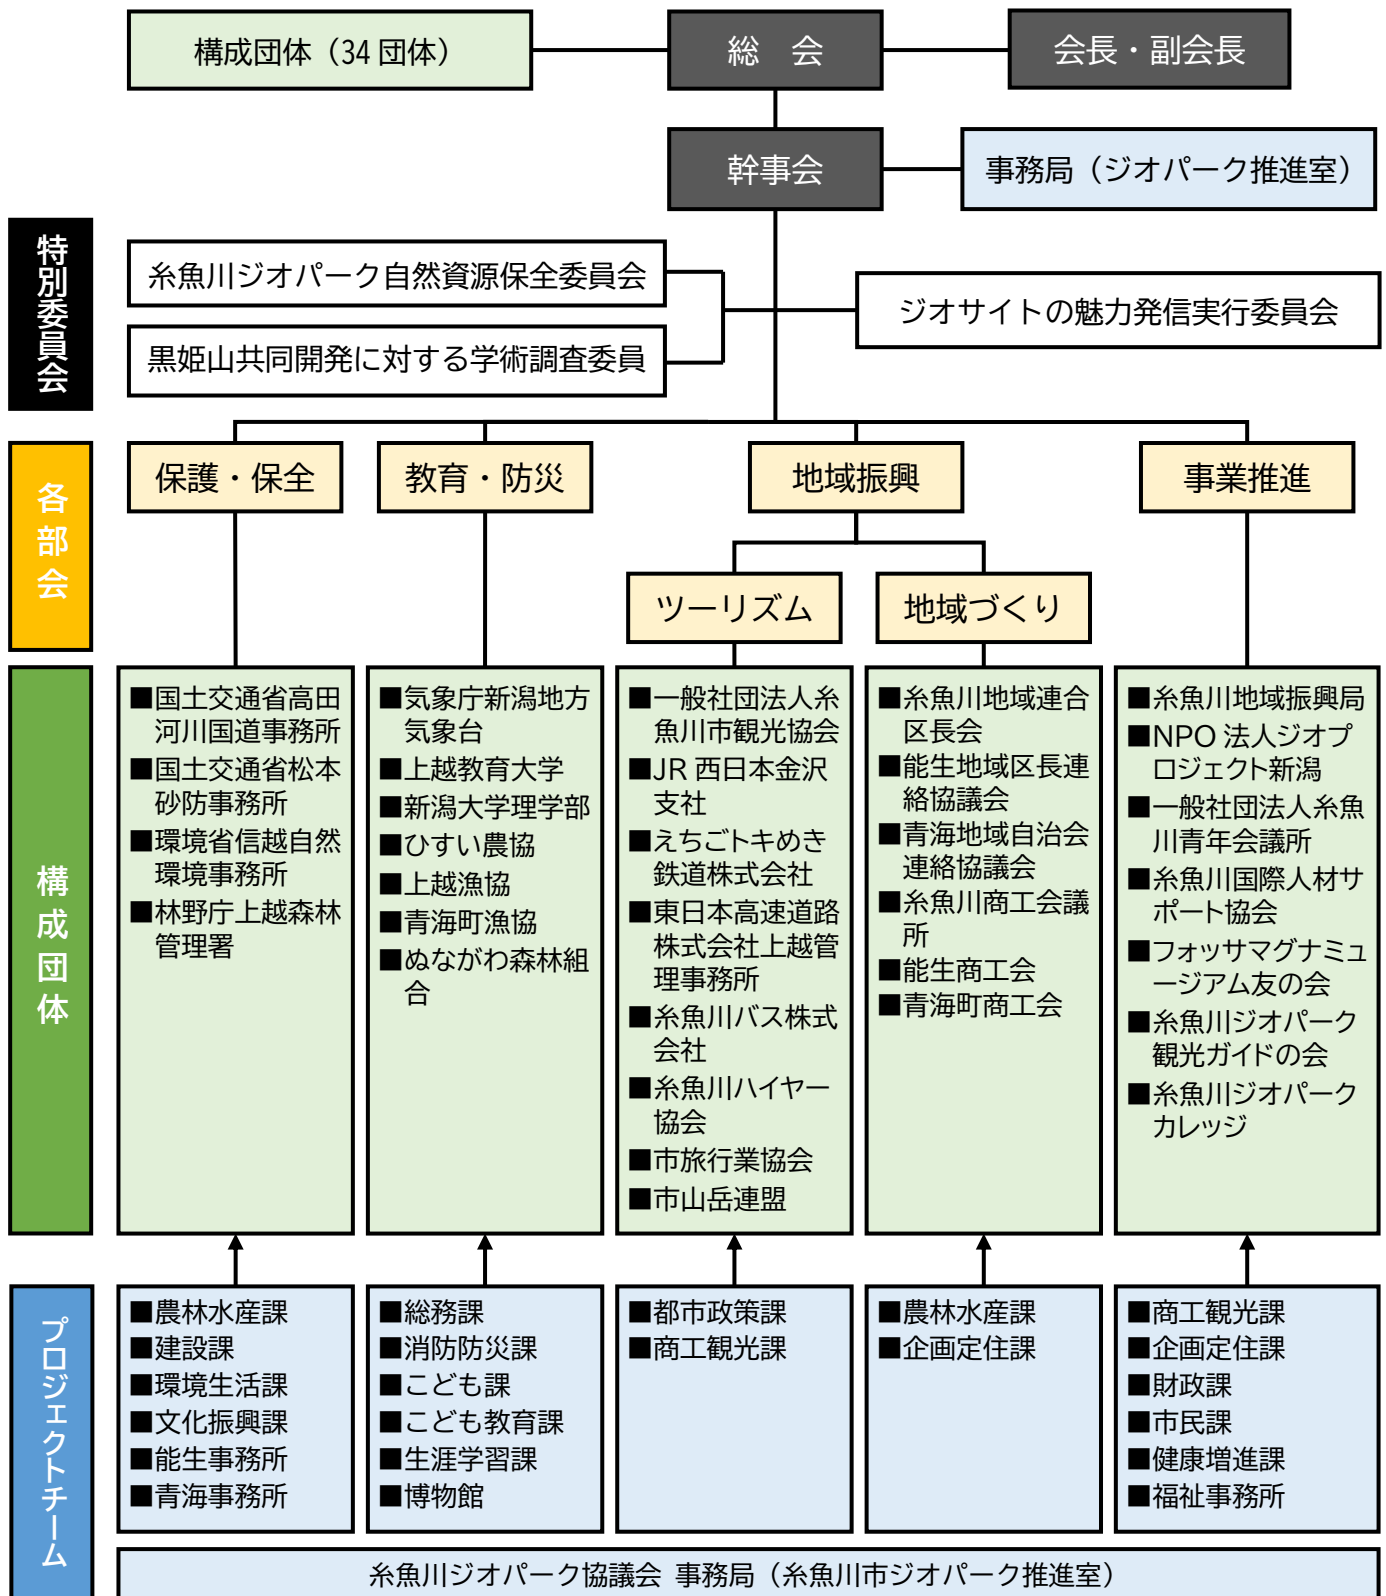 構成団体（34 団体）
総　会
会長・副会長
幹事会
事務局（ジオパーク推進室）
特別委員会
糸魚川ジオパーク自然資源保全委員会
黒姫山共同開発に対する学術調査委員
ジオサイトの魅力発信実行委員会
各部会
保護・保全
教育・防災
地域振興
事業推進
ツーリズム
地域づくり
構成団体
■国土交通省高田
河川国道事務所
■国土交通省松本
砂防事務所
■環境省信越自然
環境事務所
■林野庁上越森林
管理署
■気象庁新潟地方
気象台
■上越教育大学
■新潟大学理学部
■ひすい農協
■上越漁協
■青海町漁協
■ぬながわ森林組
合
■一般社団法人糸
魚川市観光協会
■JR 西日本金沢
支社
■えちごトキめき
鉄道株式会社
■東日本高速道路
株式会社上越管
理事務所
■糸魚川バス株式
会社
■糸魚川ハイヤー
協会
■市旅行業協会
■市山岳連盟
■糸魚川地域連合
区長会
■能生地域区長連
絡協議会
■青海地域自治会
連絡協議会
■糸魚川商工会議
所
■能生商工会
■青海町商工会
■糸魚川地域振興局
■NPO 法人ジオプ
ロジェクト新潟
■一般社団法人糸魚
川青年会議所
■糸魚川国際人材サ
ポート協会
■フォッサマグナミュ
ージアム友の会
■糸魚川ジオパーク
観光ガイドの会
■糸魚川ジオパーク
カレッジ
プロジェクトチーム
■農林水産課
■建設課
■環境生活課
■文化振興課
■能生事務所
■青海事務所
■総務課
■消防防災課
■こども課
■こども教育課
■生涯学習課
■博物館
■都市政策課
■商工観光課
■農林水産課
■企画定住課
■商工観光課
■企画定住課
■財政課
■市民課
■健康増進課
■福祉事務所
糸魚川ジオパーク協議会 事務局（糸魚川市ジオパーク推進室）